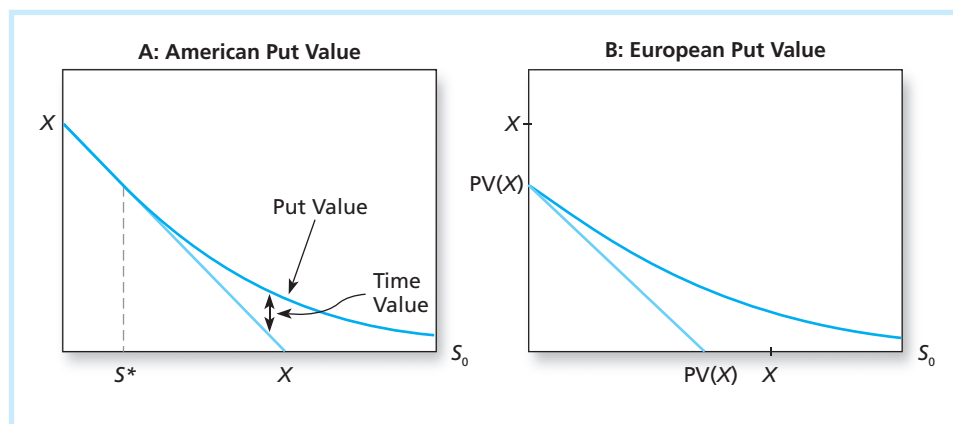 A: American Put Value
X
Put Value
Time
Value
S*
X
S₀
B: European Put Value
X
PV(X)
PV(X)
X
S₀